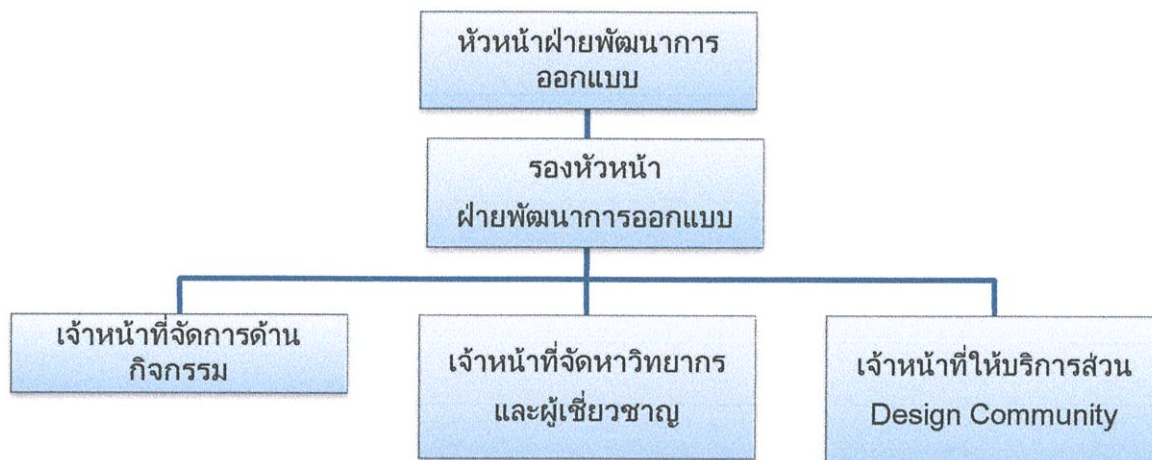 หัวหน้าฝ่ายพัฒนาการ
ออกแบบ
รองหัวหน้า
ฝ่ายพัฒนาการออกแบบ
เจ้าหน้าที่จัดการด้าน
กิจกรรม
เจ้าหน้าที่จัดหาวิทยากร
และผู้เชี่ยวชาญ
เจ้าหน้าที่ให้บริการส่วน
Design Community